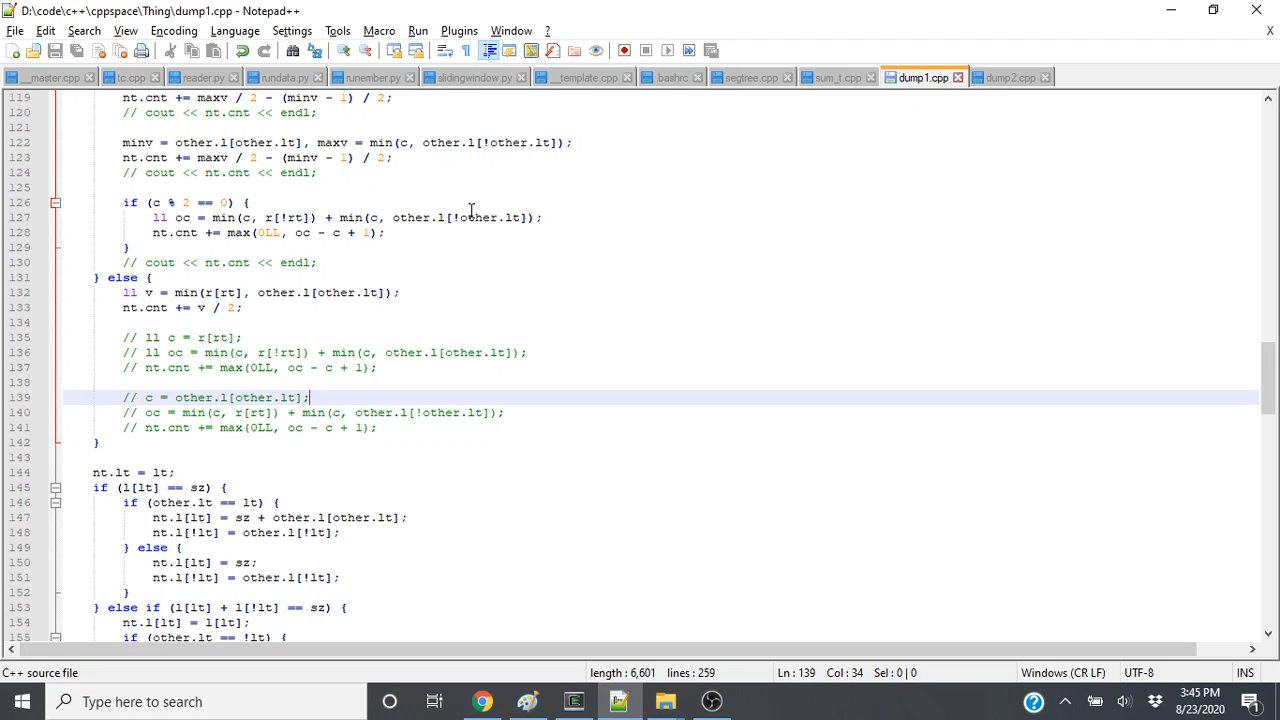 D:\code\c++\cppspace\Thing\dump1.cpp - Notepad++
File Edit Search View Encoding Language Settings Tools Macro Run Plugins Window ?
__master.cpp tc.cpp reader.py rundata.py runember.py slidingwindow.py __template.cpp .bashrc segtree.cpp sum_t.cpp dump1.cpp dump2.cpp
119 nt.cnt += maxv / 2 - (minv - 1) / 2;
120 // cout << nt.cnt << endl;
121
122 minv = other.l[other.lt], maxv = min(c, other.l[!other.lt]);
123 nt.cnt += maxv / 2 - (minv - 1) / 2;
124 // cout << nt.cnt << endl;
125
126 if (c % 2 == 0) {
127 ll oc = min(c, r[!rt]) + min(c, other.l[!other.lt]);
128 nt.cnt += max(0LL, oc - c + 1);
129 }
130 // cout << nt.cnt << endl;
131 } else {
132 ll v = min(r[rt], other.l[other.lt]);
133 nt.cnt += v / 2;
134
135 // ll c = r[rt];
136 // ll oc = min(c, r[!rt]) + min(c, other.l[other.lt]);
137 // nt.cnt += max(0LL, oc - c + 1);
138
139 // c = other.l[other.lt];
140 // oc = min(c, r[rt]) + min(c, other.l[!other.lt]);
141 // nt.cnt += max(0LL, oc - c + 1);
142 }
143
144 nt.lt = lt;
145 if (l[lt] == sz) {
146 if (other.lt == lt) {
147 nt.l[lt] = sz + other.l[other.lt];
148 nt.l[!lt] = other.l[!lt];
149 } else {
150 nt.l[lt] = sz;
151 nt.l[!lt] = other.l[!lt];
152 }
153 } else if (l[lt] + l[!lt] == sz) {
154 nt.l[lt] = l[lt];
155 if (other.lt == !lt) {
C++ source file length : 6,601 lines : 259 Ln : 139 Col : 34 Sel : 0 | 0 Windows (CR LF) UTF-8 INS
Type here to search
3:45 PM
8/23/2020
1